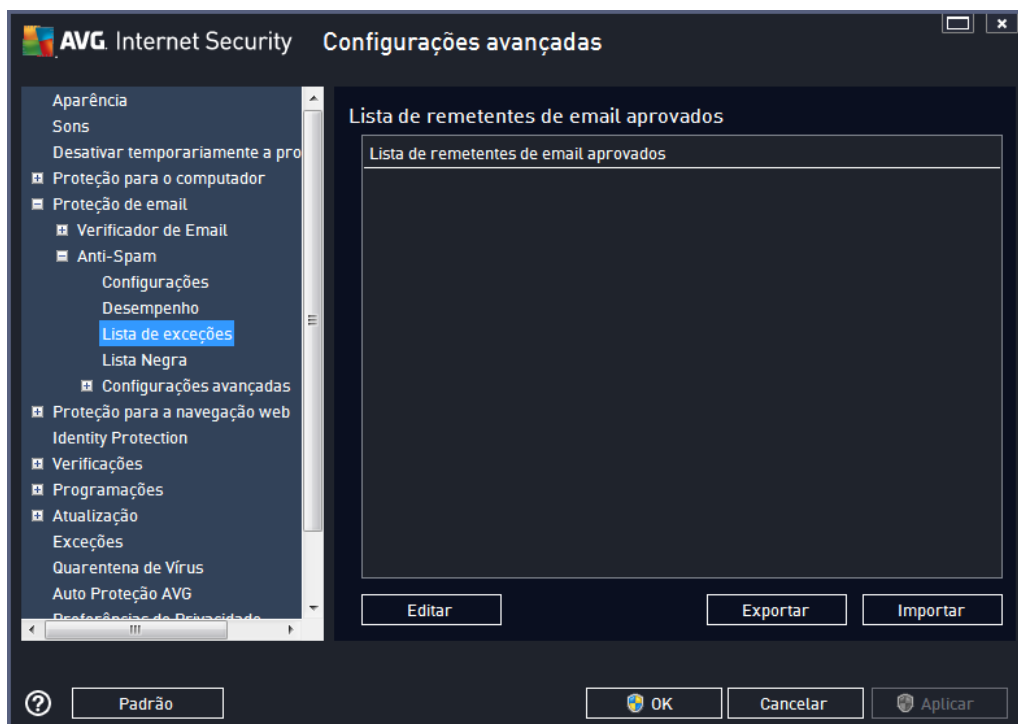 AVG. Internet Security Configurações avançadas
Aparência
Sons
Desativar temporariamente a pro
Proteção para o computador
Proteção de email
Verificador de Email
Anti-Spam
Configurações
Desempenho
Lista de exceções
Lista Negra
Configurações avançadas
Proteção para a navegação web
Identity Protection
Verificações
Programações
Atualização
Exceções
Quarentena de Vírus
Auto Proteção AVG
Preferências de Privacidade
Lista de remetentes de email aprovados
Lista de remetentes de email aprovados
Editar Exportar Importar
Padrão OK Cancelar Aplicar